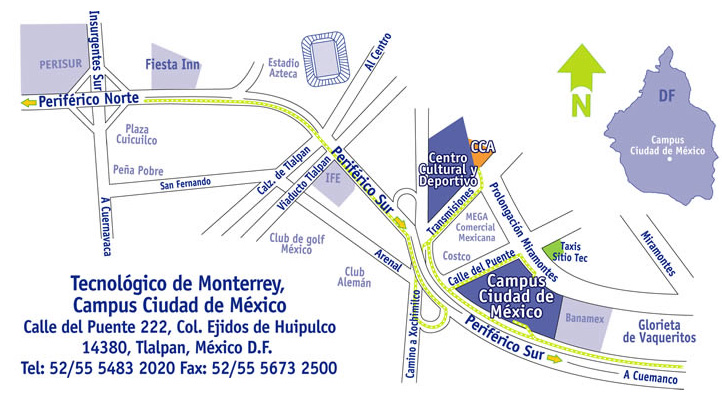 Insurgentes Sur
PERISUR
Fiesta Inn
Estadio
Azteca
Al Centro
DF
N
Periférico Norte
Campus
Ciudad de México
Plaza
Cuicuilco
Peña Pobre
San Fernando
Calz. de Tlalpan
Viaducto Tlalpan
IFE
Periférico Sur
CCA
Centro
Cultural y
Deportivo
Transmisiones
MEGA
Comercial
Mexicana
Prolongación Miramontes
Miramontes
Taxis
Sitio Tec
A Cuernavaca
Club de golf
México
Arenal
Costco
Calle del Puente
Club
Alemán
Campus
Ciudad de
México
Banamex
Glorieta
de Vaqueritos
Camino a Xochimilco
Periférico Sur
A Cuemanco
Tecnológico de Monterrey,
Campus Ciudad de México
Calle del Puente 222, Col. Ejidos de Huipulco
14380, Tlalpan, México D.F.
Tel: 52/55 5483 2020 Fax: 52/55 5673 2500